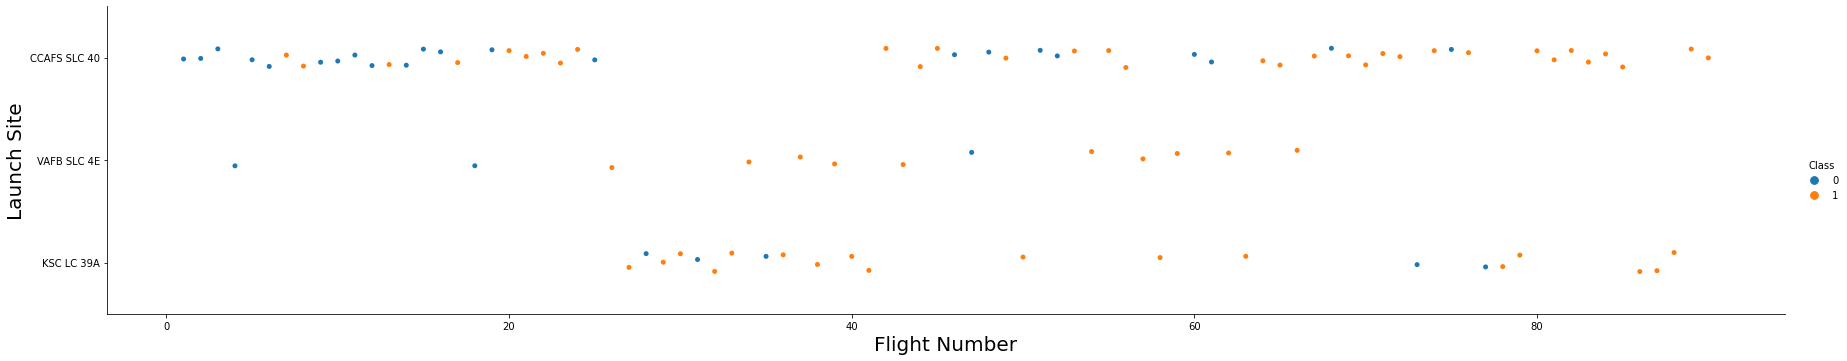 Launch Site
CCAFS SLC 40
VAFB SLC 4E
KSC LC 39A
0
20
40
60
80
Flight Number
Class
0
1